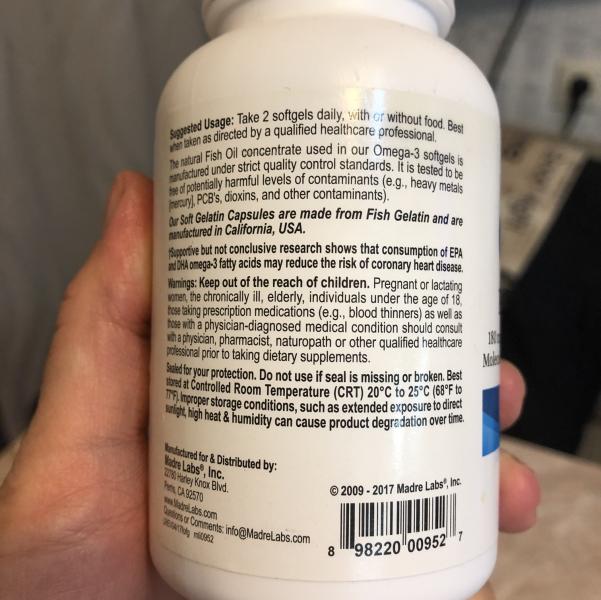 Suggested Usage: Take 2 softgels daily, with or without food. Best
when taken as directed by a qualified healthcare professional.
The natural Fish Oil concentrate used in our Omega-3 softgels is
manufactured under strict quality control standards. It is tested to be
free of potentially harmful levels of contaminants (e.g., heavy metals
[mercury], PCB's, dioxins, and other contaminants).
Our Soft Gelatin Capsules are made from Fish Gelatin and are
manufactured in California, USA.
†Supportive but not conclusive research shows that consumption of EPA
and DHA omega-3 fatty acids may reduce the risk of coronary heart disease.
Warnings: Keep out of the reach of children. Pregnant or lactating
women, the chronically ill, elderly, individuals under the age of 18,
those taking prescription medications (e.g., blood thinners) as well as
those with a physician-diagnosed medical condition should consult
with a physician, pharmacist, naturopath or other qualified healthcare
professional prior to taking dietary supplements.
Sealed for your protection. Do not use if seal is missing or broken. Best
stored at Controlled Room Temperature (CRT) 20°C to 25°C (68°F to
77°F). Improper storage conditions, such as extended exposure to direct
sunlight, high heat & humidity can cause product degradation over time.
Manufactured for & Distributed by:
Madre Labs®, Inc.
22780 Harley Knox Blvd.
Perris, CA 92570
www.MadreLabs.com
Questions or Comments: info@MadreLabs.com
© 2009 - 2017 Madre Labs®, Inc.
8 98220 00952 7
180